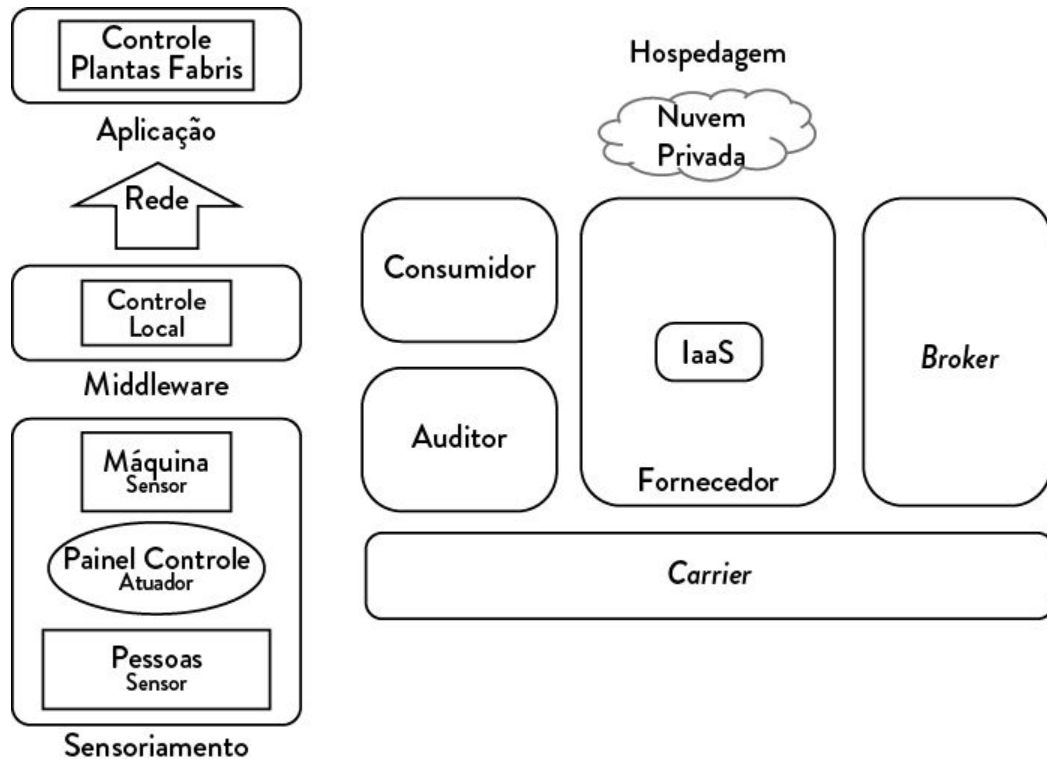 Controle
Plantas Fabris
Aplicação
Rede
Controle
Local
Middleware
Máquina
Sensor
Painel Controle
Atuador
Pessoas
Sensor
Sensoriamento
Hospedagem
Nuvem
Privada
Consumidor
Auditor
IaaS
Fornecedor
Broker
Carrier